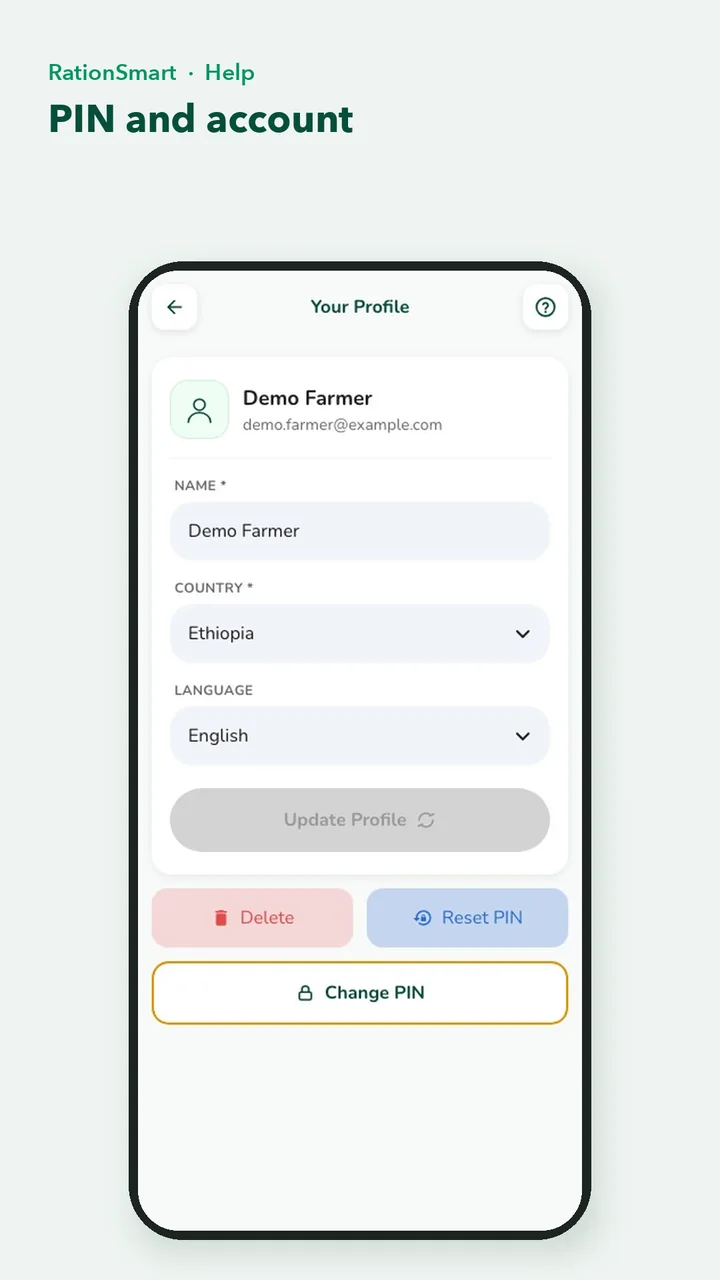 RationSmart · Help
PIN and account
Your Profile
Demo Farmer
demo.farmer@example.com
NAME *
Demo Farmer
COUNTRY *
Ethiopia
LANGUAGE
English
Update Profile
Delete
Reset PIN
Change PIN